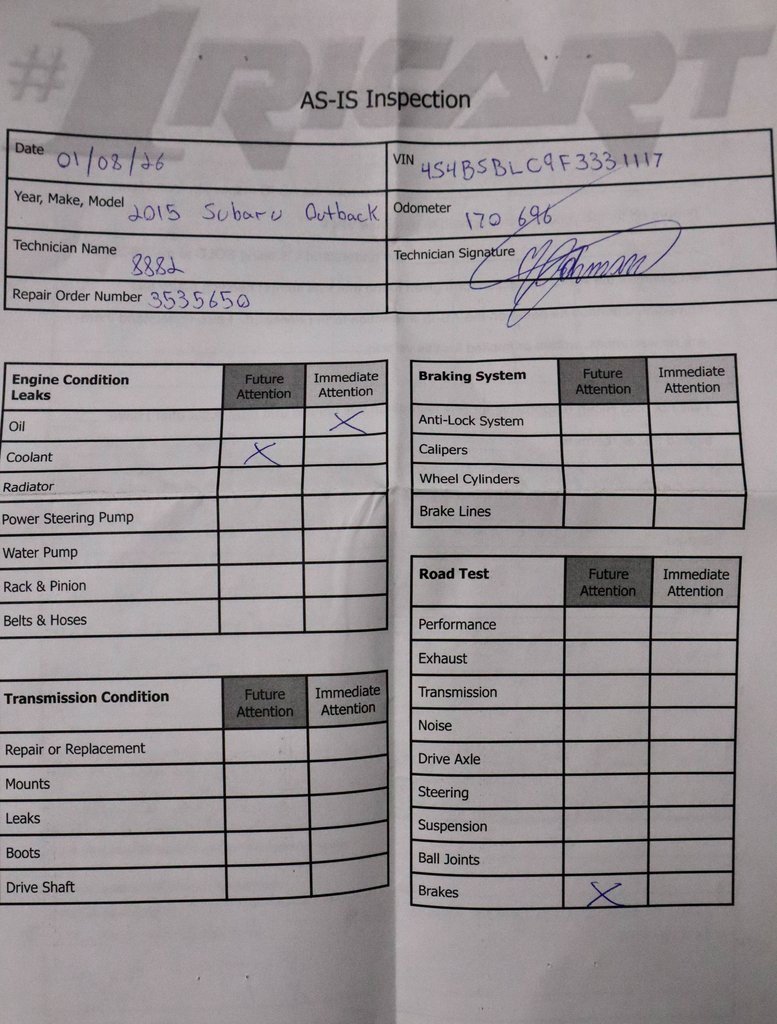 #1 RICART
AS-IS Inspection
Date 01/08/26
VIN 4S4BSBLC9F3331117
Year, Make, Model 2015 Subaru Outback
Odometer 170 696
Technician Name 8882
Technician Signature
Repair Order Number 3535650
Engine Condition Leaks Future Attention Immediate Attention
Oil X
Coolant X
Radiator
Power Steering Pump
Water Pump
Rack & Pinion
Belts & Hoses
Transmission Condition Future Attention Immediate Attention
Repair or Replacement
Mounts
Leaks
Boots
Drive Shaft
Braking System Future Attention Immediate Attention
Anti-Lock System
Calipers
Wheel Cylinders
Brake Lines
Road Test Future Attention Immediate Attention
Performance
Exhaust
Transmission
Noise
Drive Axle
Steering
Suspension
Ball Joints
Brakes X